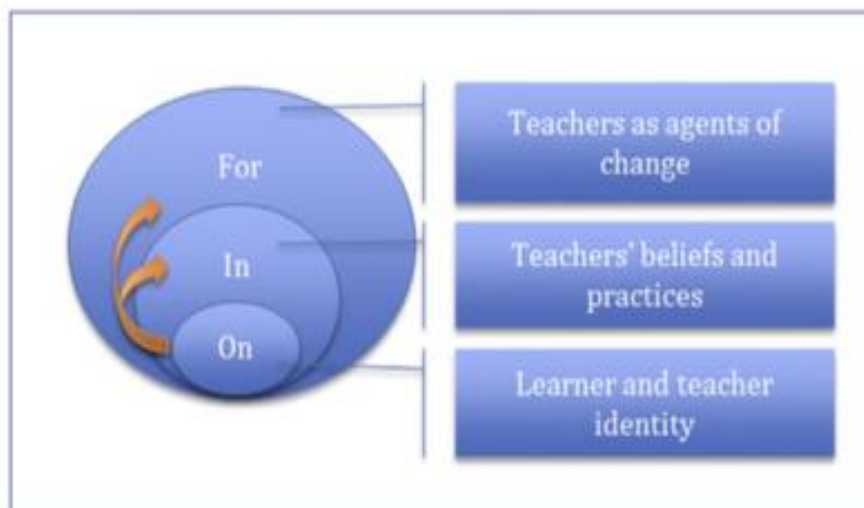 For
In
On
Teachers as agents of
change
Teachers' beliefs and
practices
Learner and teacher
identity